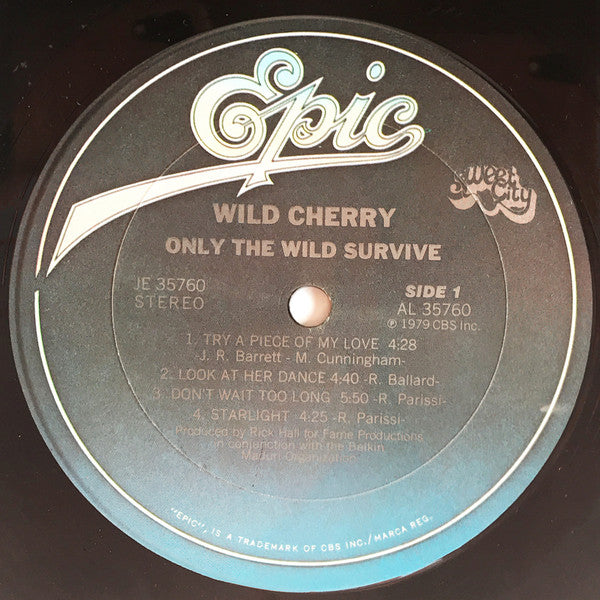 Epic
Sweet City
WILD CHERRY
ONLY THE WILD SURVIVE
JE 35760
STEREO
SIDE 1
AL 35760
℗ 1979 CBS Inc.
1. TRY A PIECE OF MY LOVE 4:28
-J. R. Barrett - M. Cunningham-
2. LOOK AT HER DANCE 4:40 -R. Ballard-
3. DON'T WAIT TOO LONG 5:50 -R. Parissi-
4. STARLIGHT 4:25 -R. Parissi-
Produced by Rick Hall for Fame Productions
in conjunction with the Belkin
Maduri Organization
"EPIC", IS A TRADEMARK OF CBS INC./MARCA REG.